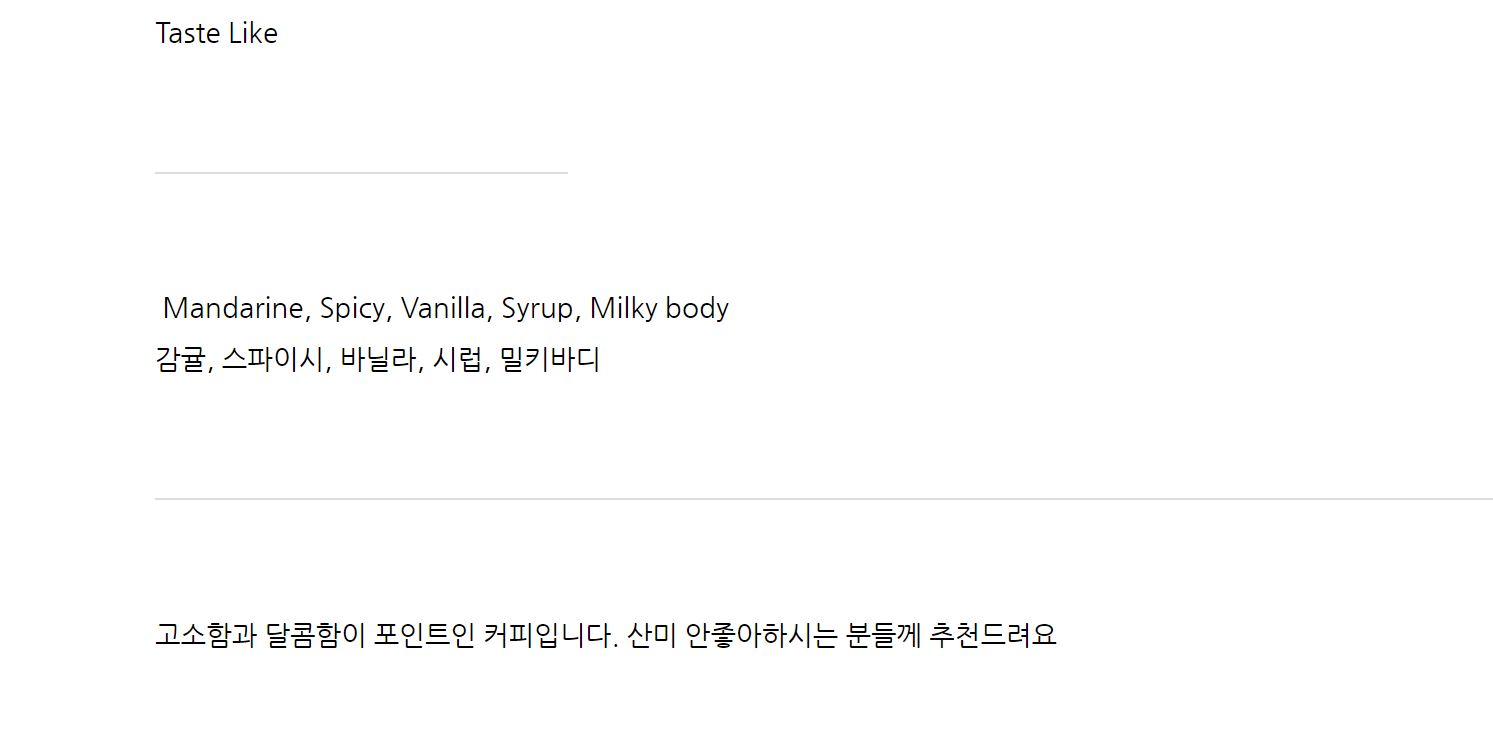 Taste Like
Mandarine, Spicy, Vanilla, Syrup, Milky body
감귤, 스파이시, 바닐라, 시럽, 밀키바디
고소함과 달콤함이 포인트인 커피입니다. 산미 안좋아하시는 분들께 추천드려요